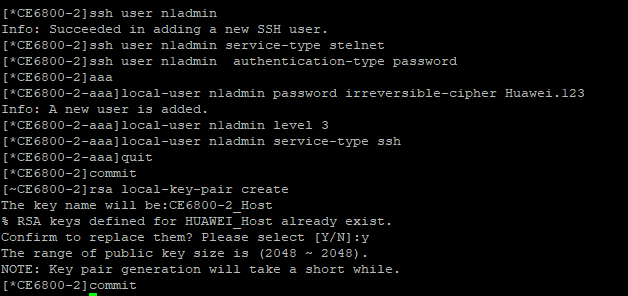 [*CE6800-2]ssh user nladmin
Info: Succeeded in adding a new SSH user.
[*CE6800-2]ssh user nladmin service-type stelnet
[*CE6800-2]ssh user nladmin  authentication-type password
[*CE6800-2]aaa
[*CE6800-2-aaa]local-user nladmin password irreversible-cipher Huawei.123
Info: A new user is added.
[*CE6800-2-aaa]local-user nladmin level 3
[*CE6800-2-aaa]local-user nladmin service-type ssh
[*CE6800-2-aaa]quit
[*CE6800-2]commit
[~CE6800-2]rsa local-key-pair create
The key name will be:CE6800-2_Host
% RSA keys defined for HUAWEI_Host already exist.
Confirm to replace them? Please select [Y/N]:y
The range of public key size is (2048 ~ 2048).
NOTE: Key pair generation will take a short while.
[*CE6800-2]commit